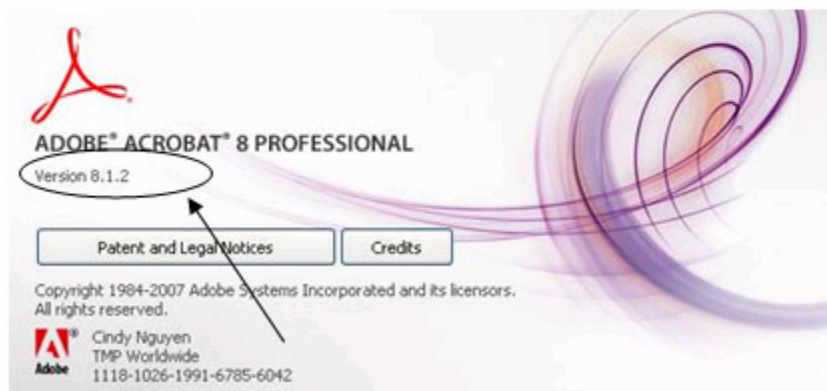 ADOBE® ACROBAT® 8 PROFESSIONAL
Version 8.1.2
Patent and Legal Notices Credits
Copyright 1984-2007 Adobe Systems Incorporated and its licensors.
All rights reserved.
Adobe®
Cindy Nguyen
TMP Worldwide
1118-1026-1991-6785-6042